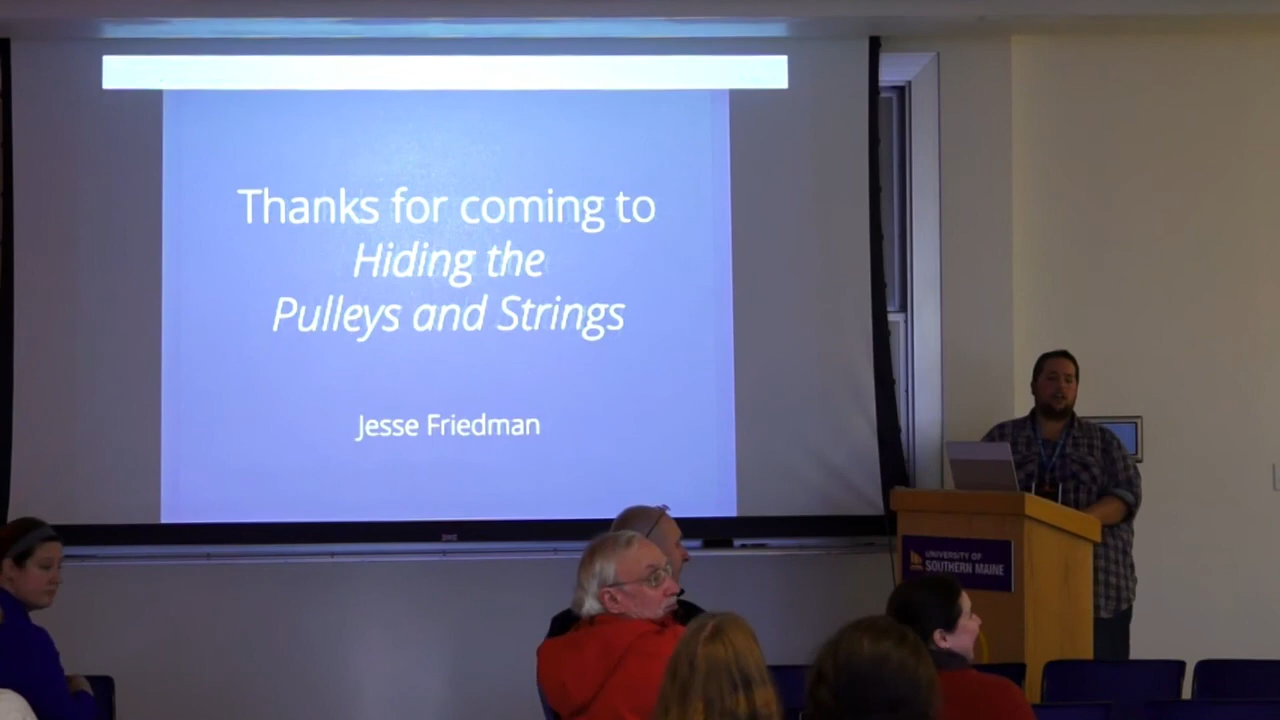 Thanks for coming to
Hiding the
Pulleys and Strings
Jesse Friedman
UNIVERSITY OF
SOUTHERN MAINE